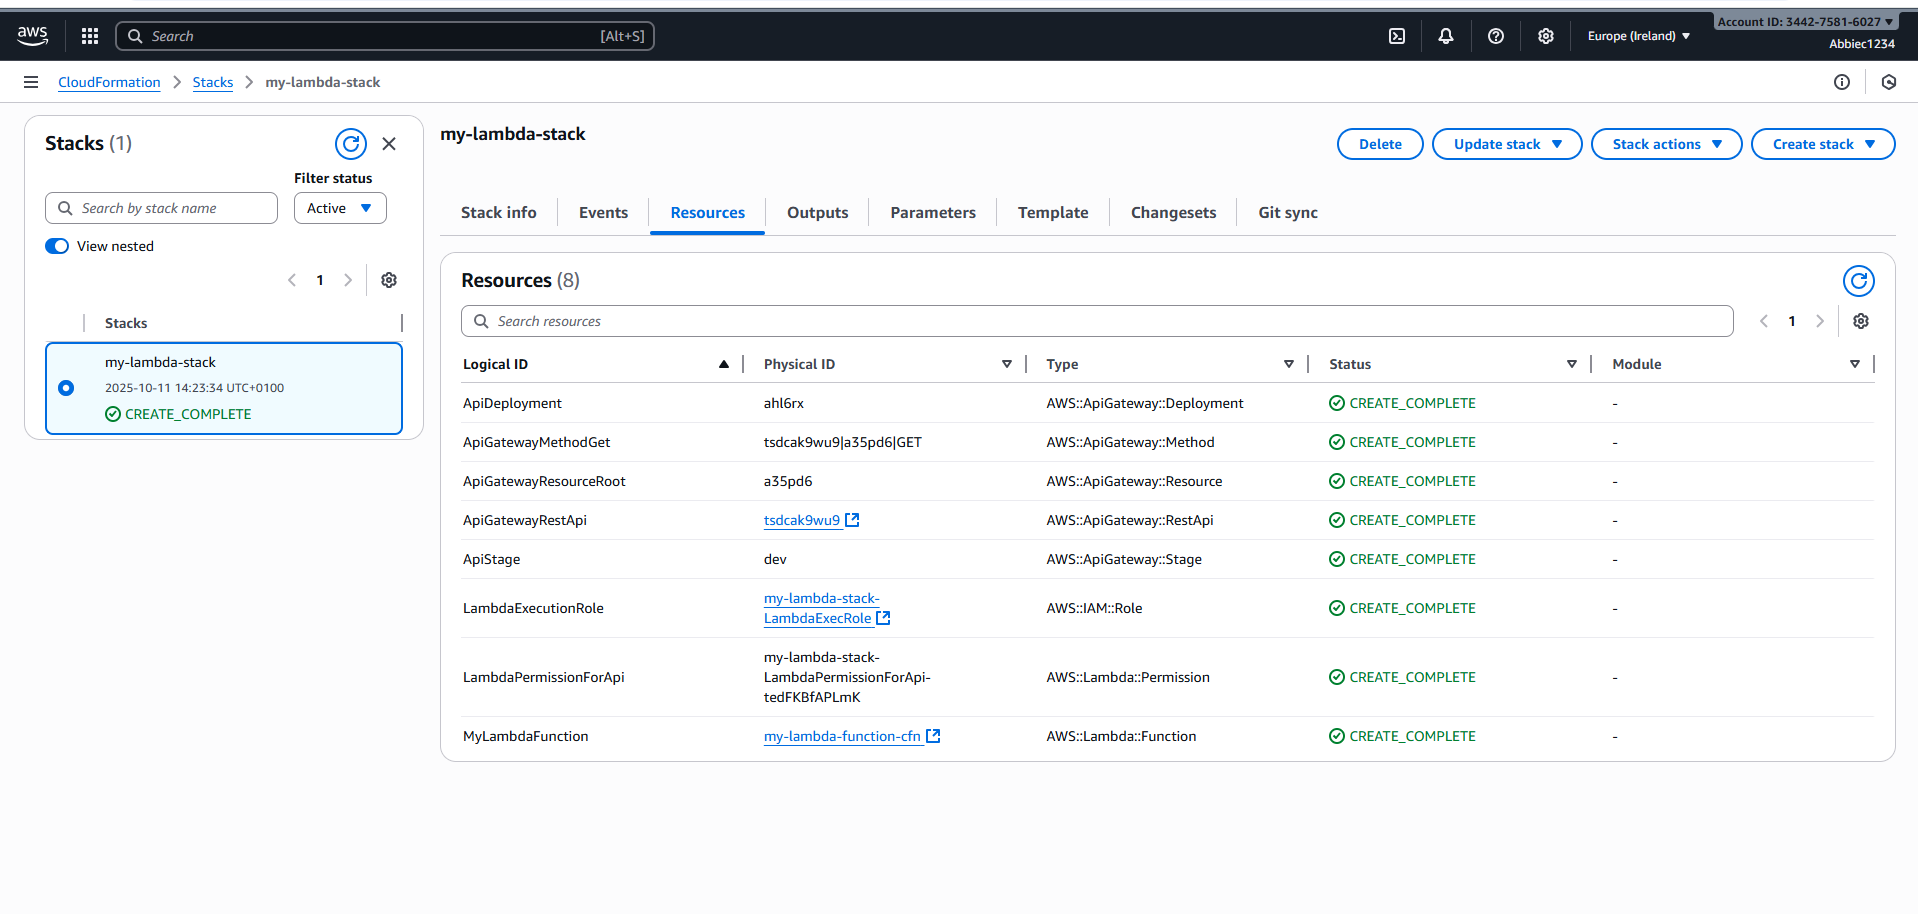 aws
Search
[Alt+S]
Europe (Ireland)
Account ID: 3442-7581-6027
Abbiec1234
CloudFormation
Stacks
my-lambda-stack
Stacks (1)
Filter status
Search by stack name
Active
View nested
1
Stacks
my-lambda-stack
2025-10-11 14:23:34 UTC+0100
CREATE_COMPLETE
my-lambda-stack
Delete
Update stack
Stack actions
Create stack
Stack info
Events
Resources
Outputs
Parameters
Template
Changesets
Git sync
Resources (8)
Search resources
1
Logical ID Physical ID Type Status Module
ApiDeployment ahl6rx AWS::ApiGateway::Deployment CREATE_COMPLETE -
ApiGatewayMethodGet tsdcak9wu9|a35pd6|GET AWS::ApiGateway::Method CREATE_COMPLETE -
ApiGatewayResourceRoot a35pd6 AWS::ApiGateway::Resource CREATE_COMPLETE -
ApiGatewayRestApi tsdcak9wu9 AWS::ApiGateway::RestApi CREATE_COMPLETE -
ApiStage dev AWS::ApiGateway::Stage CREATE_COMPLETE -
my-lambda-stack-
LambdaExecutionRole LambdaExecRole AWS::IAM::Role CREATE_COMPLETE -
my-lambda-stack-
LambdaPermissionForApi LambdaPermissionForApi- AWS::Lambda::Permission CREATE_COMPLETE -
tedFKBfAPLmK
MyLambdaFunction my-lambda-function-cfn AWS::Lambda::Function CREATE_COMPLETE -